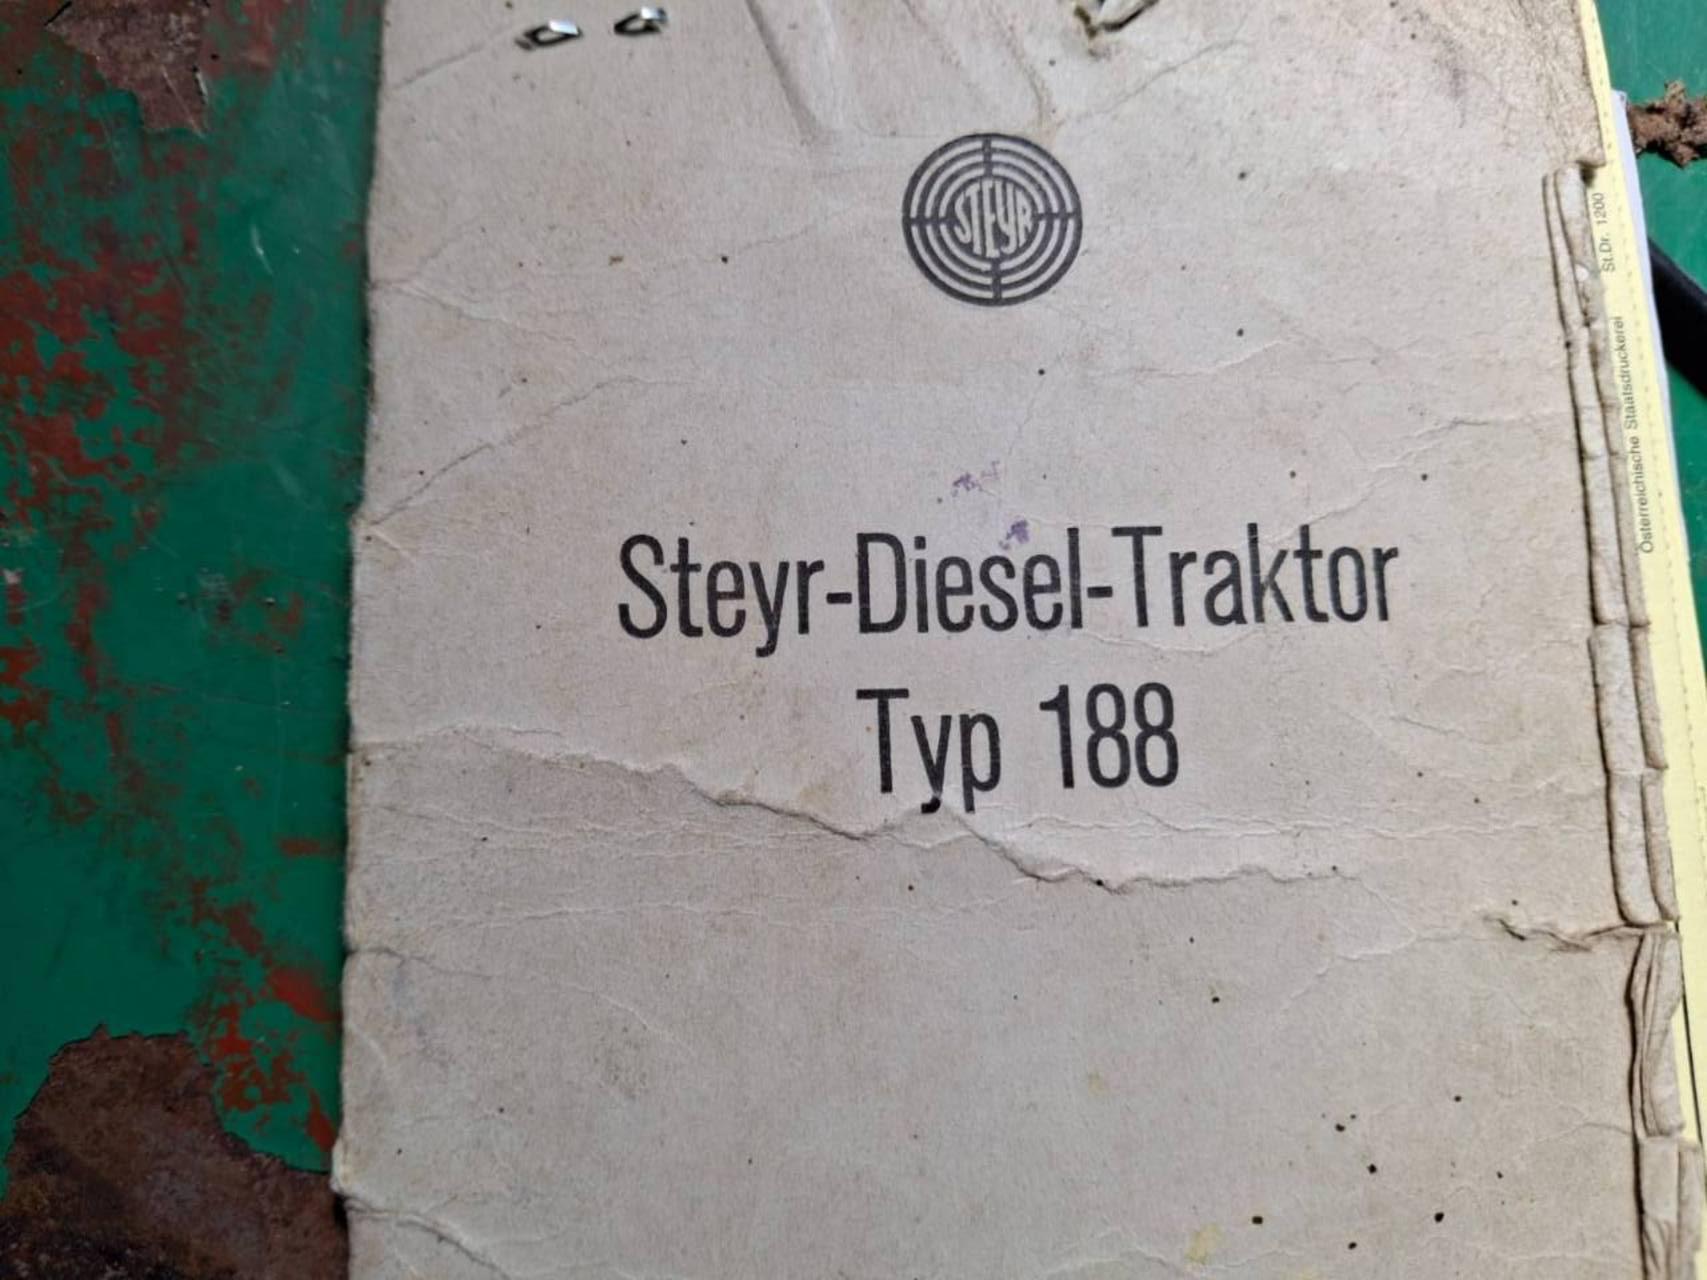 STEYR
Steyr-Diesel-Traktor
Typ 188
St.Dr. 1200
Österreichische Staatsdruckerei